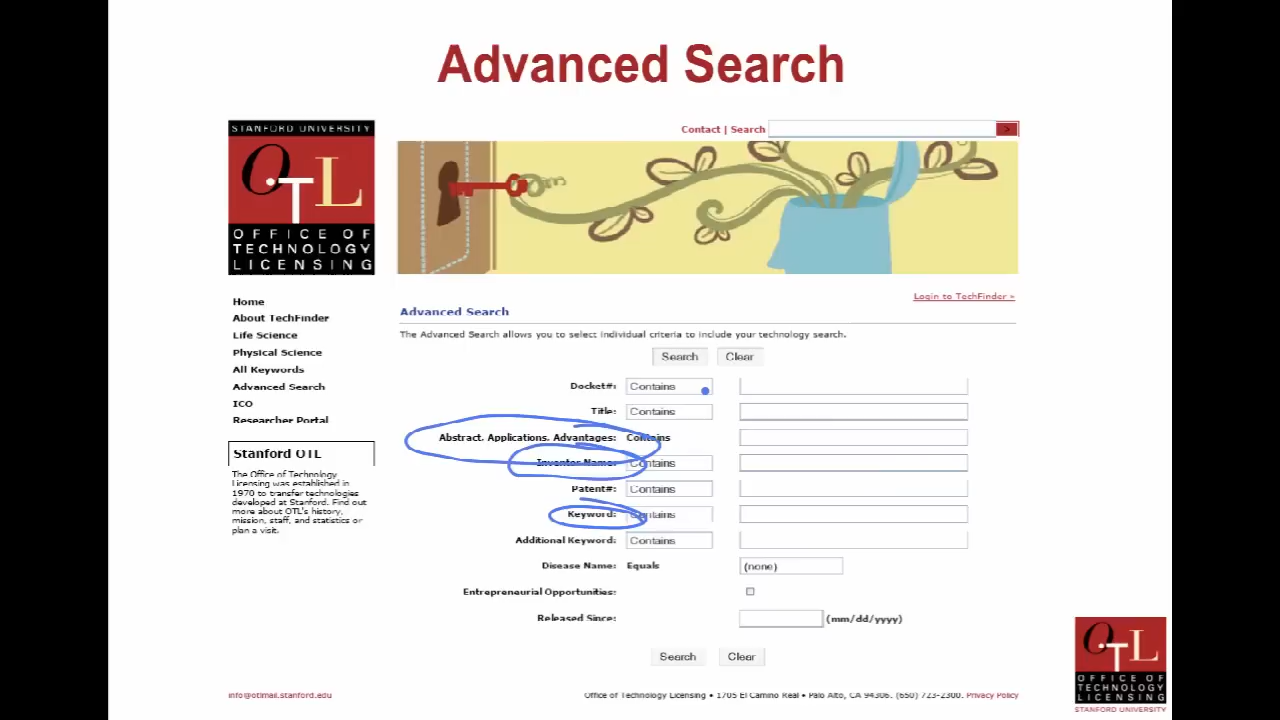 Advanced Search
STANFORD UNIVERSITY
OTL
OFFICE OF
TECHNOLOGY
LICENSING
Contact | Search
>
Home
About TechFinder
Life Science
Physical Science
All Keywords
Advanced Search
ICO
Researcher Portal
Stanford OTL
The Office of Technology
Licensing was established in
1970 to transfer technologies
developed at Stanford. Find out
more about OTL's history,
mission, staff, and statistics or
plan a visit.
Login to TechFinder »
Advanced Search
The Advanced Search allows you to select individual criteria to include your technology search.
Search Clear
Docket#: Contains
Title: Contains
Abstract, Applications, Advantages: Contains
Inventor Name: Contains
Patent#: Contains
Keyword: Contains
Additional Keyword: Contains
Disease Name: Equals (none)
Entrepreneurial Opportunities:
Released Since: (mm/dd/yyyy)
Search Clear
info@otlmail.stanford.edu
Office of Technology Licensing • 1705 El Camino Real • Palo Alto, CA 94306. (650) 723-2300. Privacy Policy
OTL
OFFICE OF
TECHNOLOGY
LICENSING
STANFORD UNIVERSITY